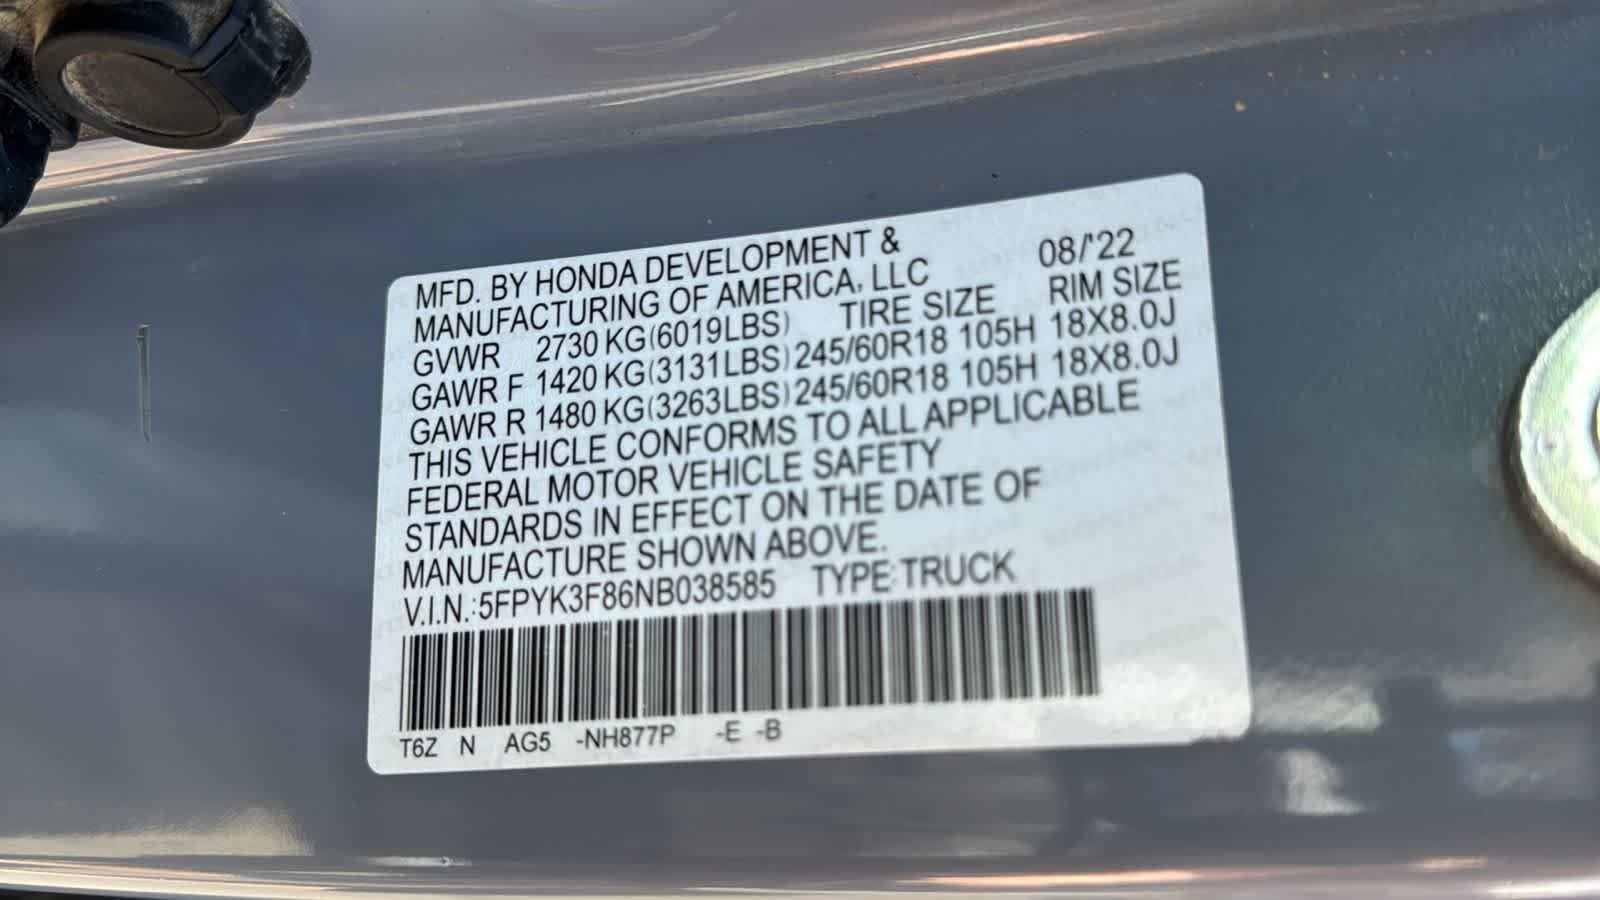 MFD. BY HONDA DEVELOPMENT & 08/'22
MANUFACTURING OF AMERICA, LLC
GVWR 2730 KG(6019LBS) TIRE SIZE RIM SIZE
GAWR F 1420 KG(3131LBS) 245/60R18 105H 18X8.0J
GAWR R 1480 KG(3263LBS) 245/60R18 105H 18X8.0J
THIS VEHICLE CONFORMS TO ALL APPLICABLE
FEDERAL MOTOR VEHICLE SAFETY
STANDARDS IN EFFECT ON THE DATE OF
MANUFACTURE SHOWN ABOVE.
V.I.N.:5FPYK3F86NB038585 TYPE:TRUCK
T6Z N AG5 -NH877P -E -B